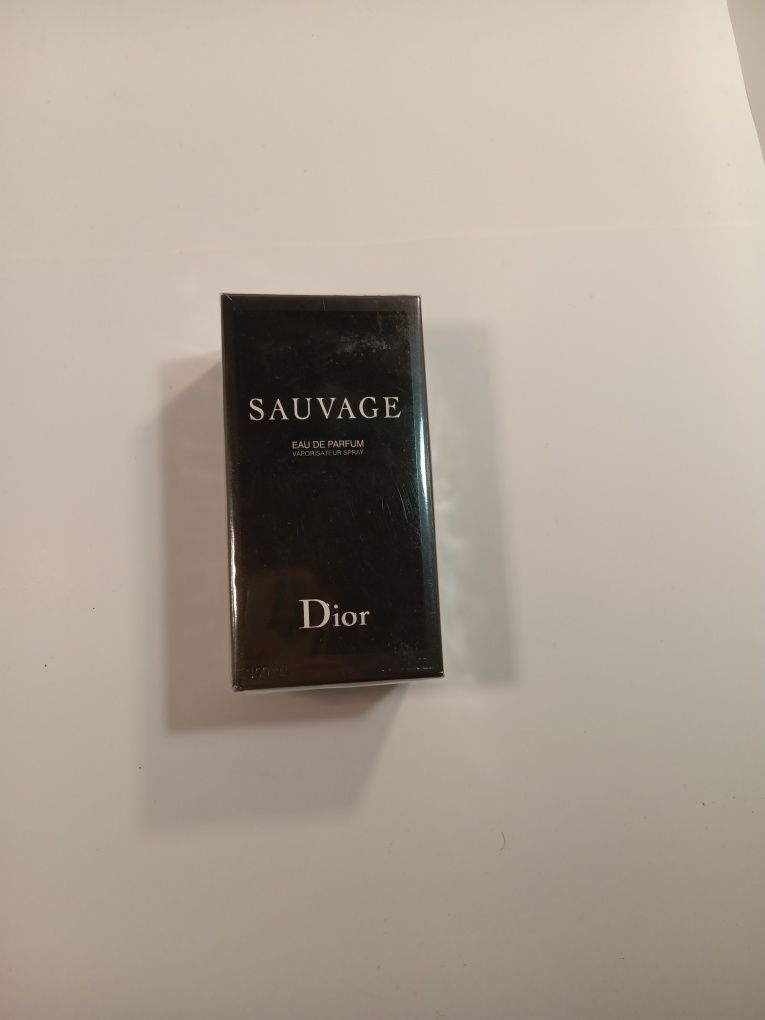 SAUVAGE
EAU DE PARFUM
VAPORISATEUR SPRAY
Dior